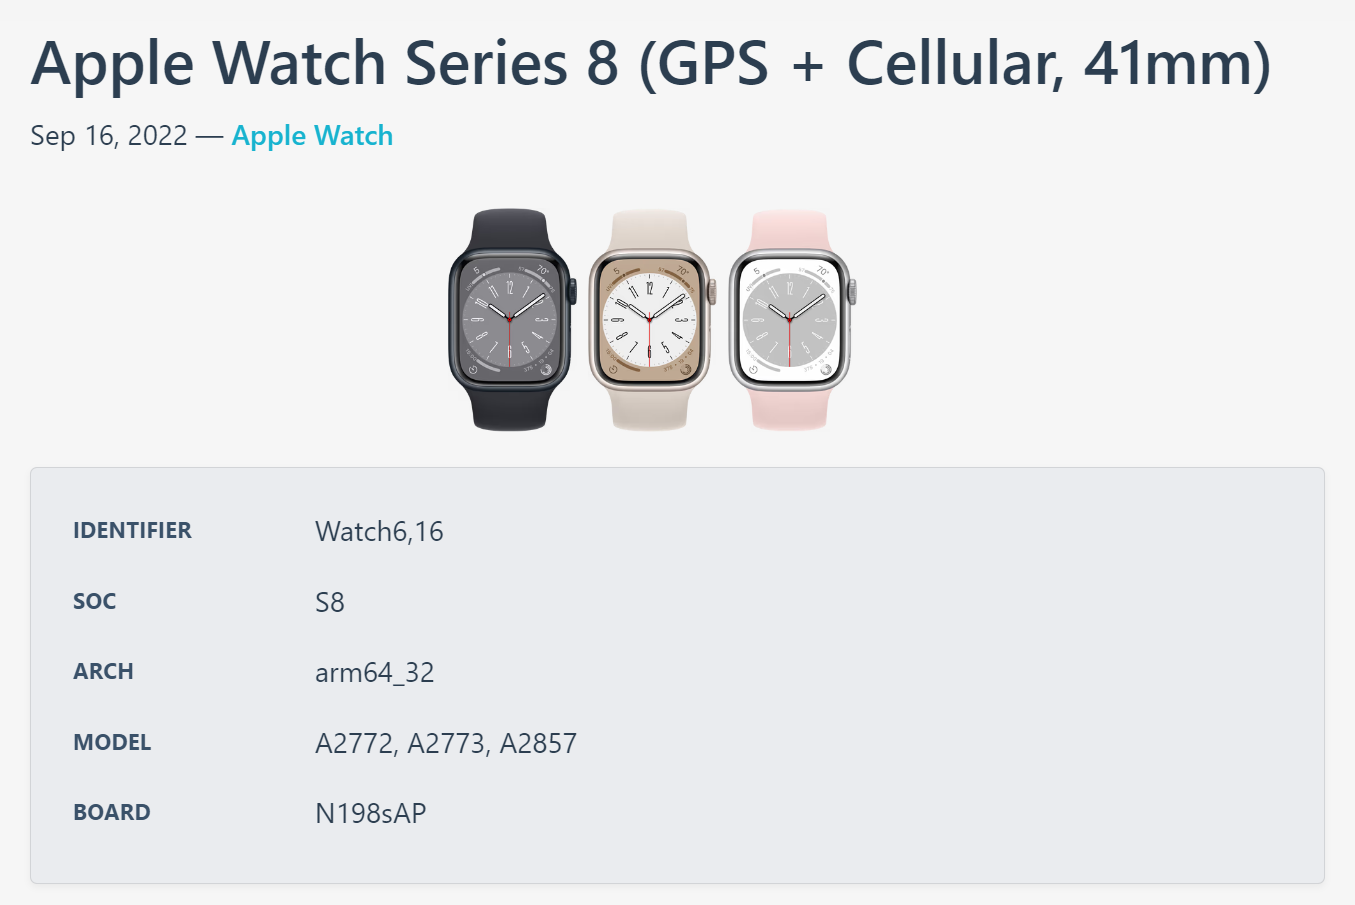 Apple Watch Series 8 (GPS + Cellular, 41mm)
Sep 16, 2022 — Apple Watch
IDENTIFIER Watch6,16
SOC S8
ARCH arm64_32
MODEL A2772, A2773, A2857
BOARD N198sAP